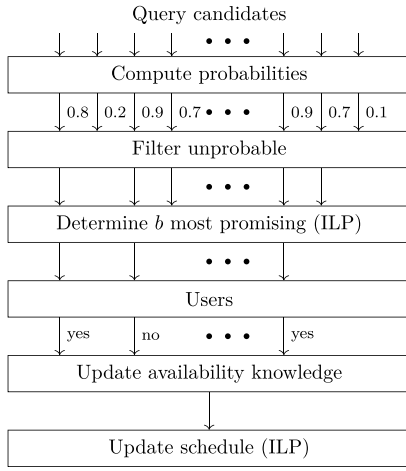 Query candidates
• • •
Compute probabilities
0.8 0.2 0.9 0.7 • • • 0.9 0.7 0.1
Filter unprobable
• • •
Determine b most promising (ILP)
• • •
Users
yes no • • • yes
Update availability knowledge
Update schedule (ILP)